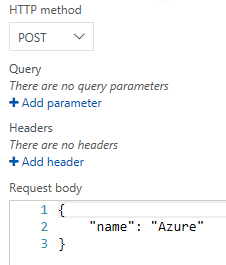 HTTP method
POST
Query
There are no query parameters
+ Add parameter
Headers
There are no headers
+ Add header
Request body
1 {
2     "name": "Azure"
3 }